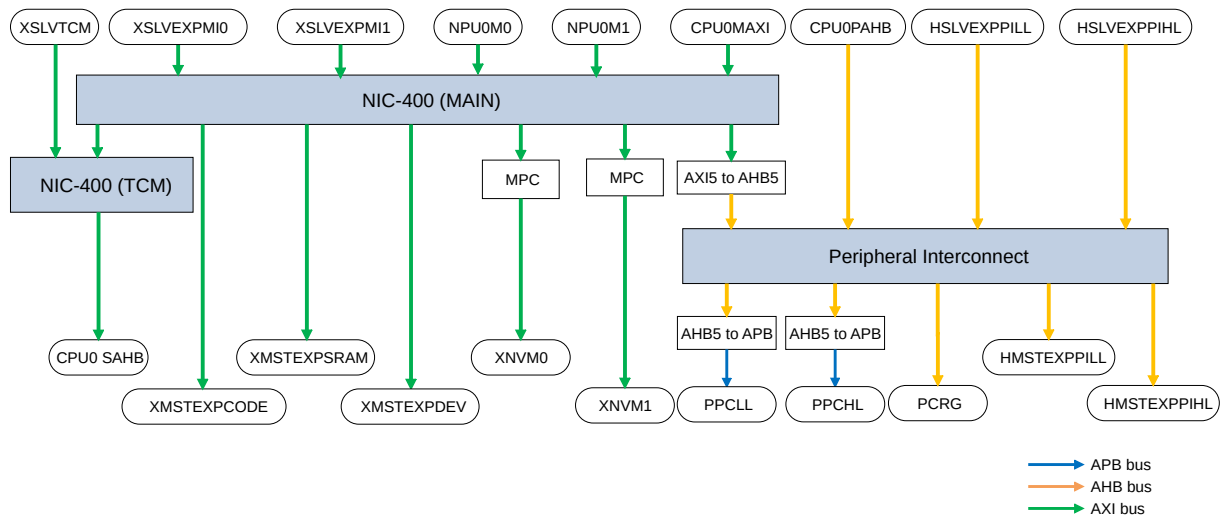 XSLVTCM
XSLVEXPMI0
XSLVEXPMI1
NPU0M0
NPU0M1
CPU0MAXI
CPU0PAHB
HSLVEXPPILL
HSLVEXPPIHL
NIC-400 (MAIN)
NIC-400 (TCM)
MPC
MPC
AXI5 to AHB5
Peripheral Interconnect
AHB5 to APB
AHB5 to APB
CPU0 SAHB
XMSTEXPSRAM
XNVM0
HMSTEXPPILL
XMSTEXPCODE
XMSTEXPDEV
XNVM1
PPCLL
PPCHL
PCRG
HMSTEXPPIHL
APB bus
AHB bus
AXI bus